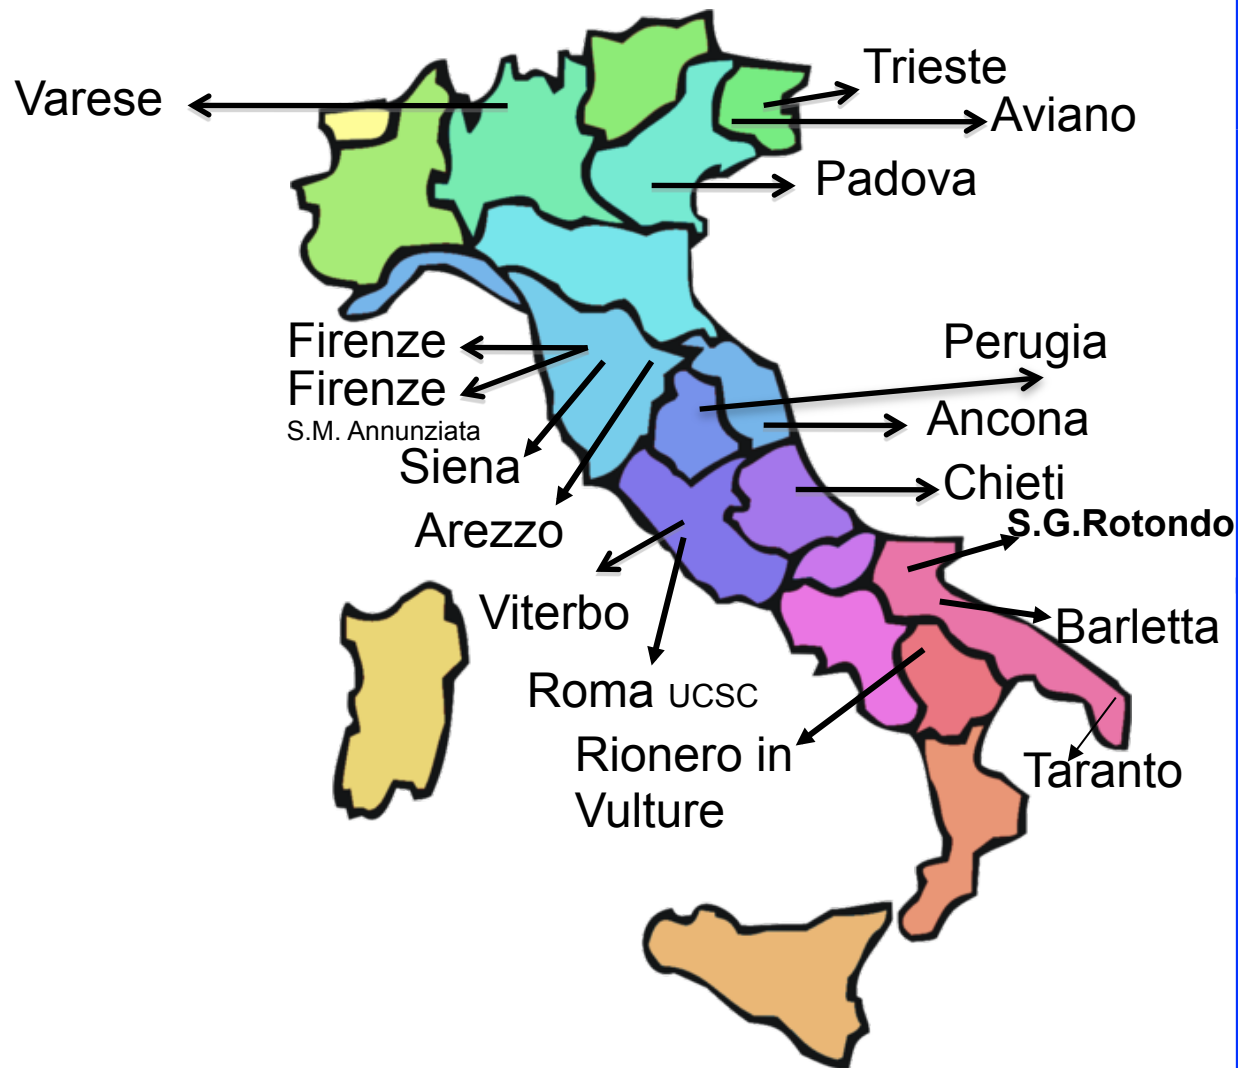 Trieste
Varese
Aviano
Padova
Firenze
Perugia
Firenze
S.M. Annunziata
Ancona
Siena
Chieti
Arezzo
S.G.Rotondo
Viterbo
Barletta
Roma UCSC
Rionero in
Vulture
Taranto